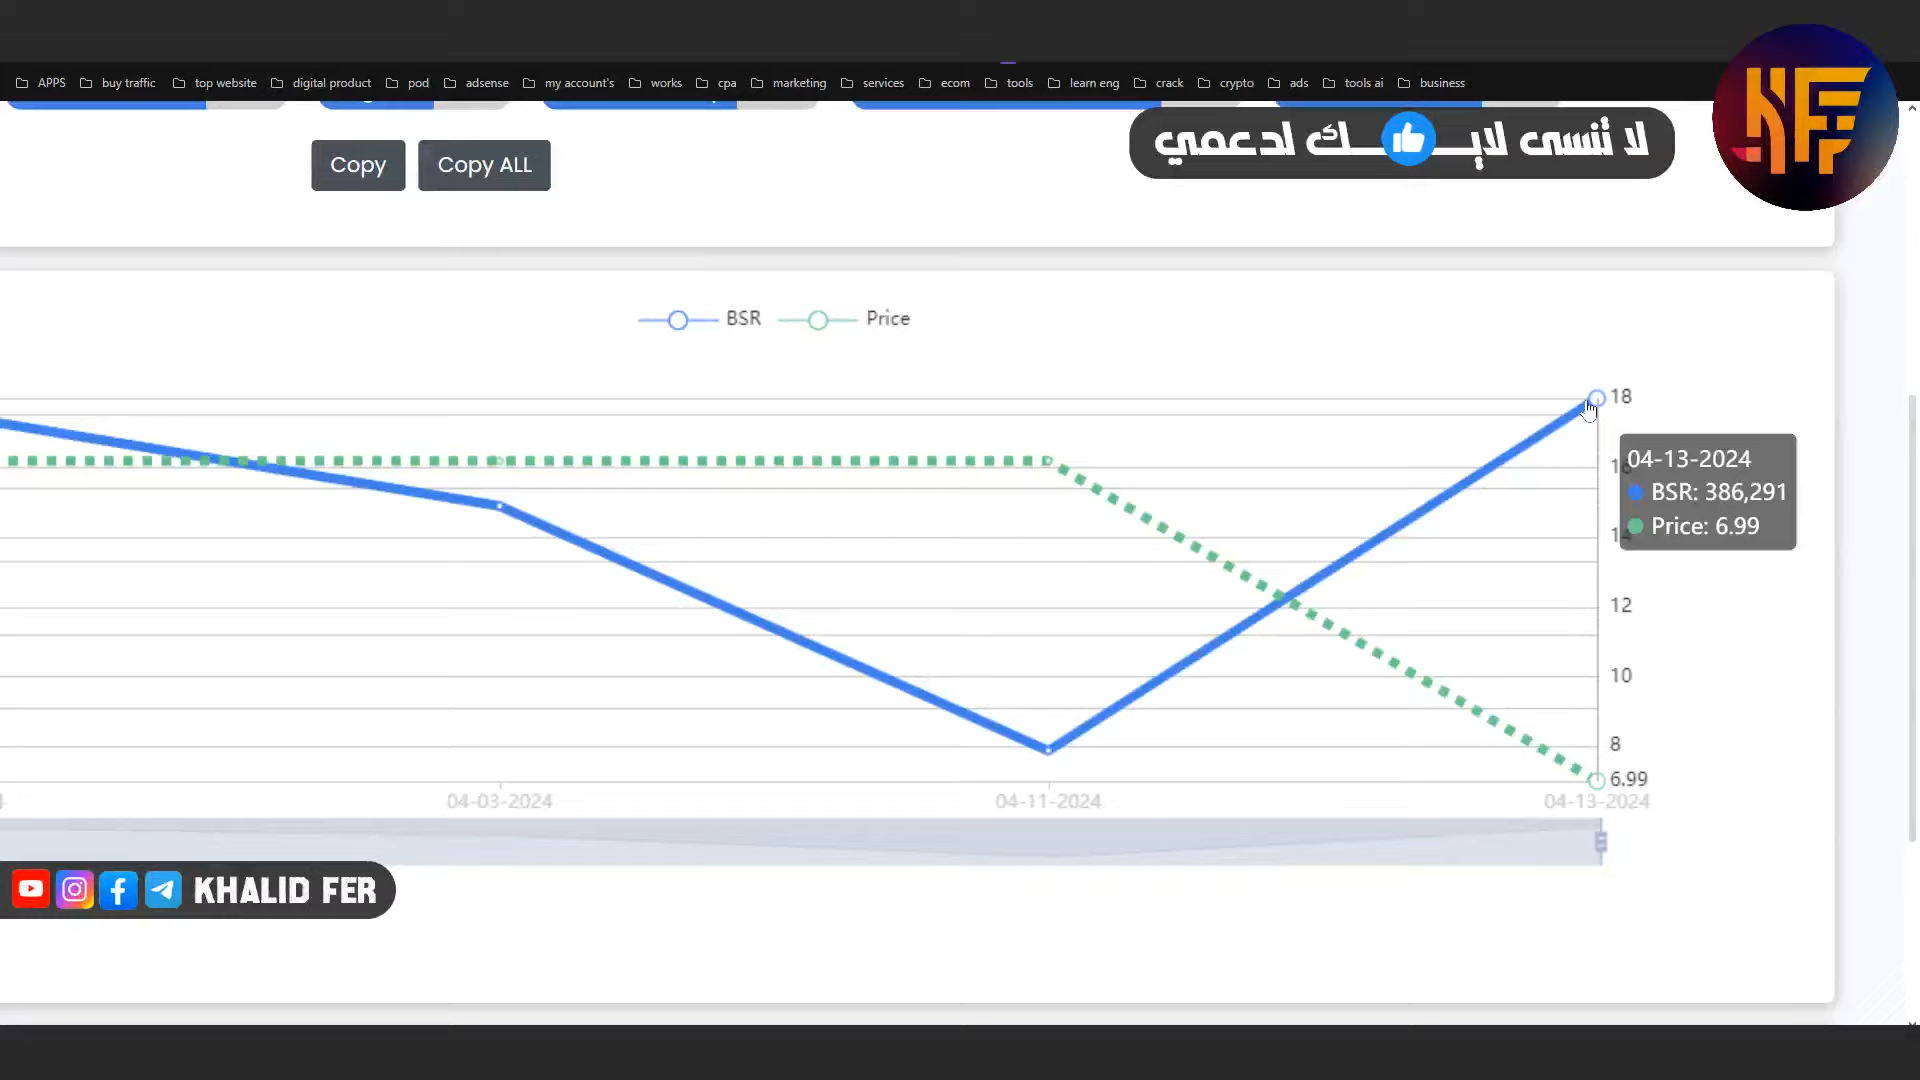 APPS buy traffic top website digital product pod adsense my account's works cpa marketing services ecom tools learn eng crack crypto ads tools ai business
لا تنسى لايـــك لدعمي
KF
Copy Copy ALL
BSR Price
18
04-13-2024
BSR: 386,291
Price: 6.99
12
10
8
6.99
04-03-2024 04-11-2024 04-13-2024
KHALID FER